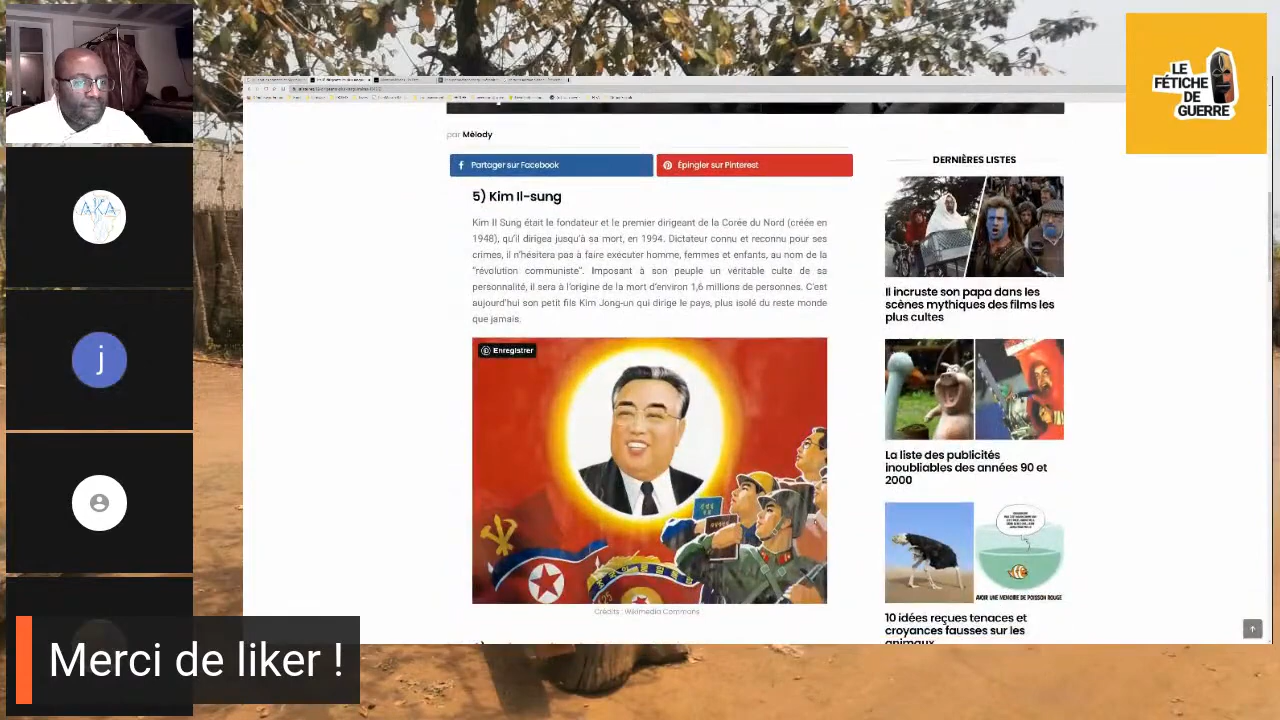 LE
FÉTICHE
DE
GUERRE
AKA
j
par Mélody
Partager sur Facebook
Épingler sur Pinterest
5) Kim Il-sung
Kim Il Sung était le fondateur et le premier dirigeant de la Corée du Nord (créée en
1948), qu'il dirigea jusqu'à sa mort, en 1994. Dictateur connu et reconnu pour ses
crimes, il n'hésitera pas à faire exécuter homme, femmes et enfants, au nom de la
"révolution communiste". Imposant à son peuple un véritable culte de sa
personnalité, il sera à l'origine de la mort d'environ 1,6 millions de personnes. C'est
aujourd'hui son petit fils Kim Jong-un qui dirige le pays, plus isolé du reste monde
que jamais.
Enregistrer
Crédits : Wikimedia Commons
DERNIÈRES LISTES
Il incruste son papa dans les
scènes mythiques des films les
plus cultes
La liste des publicités
inoubliables des années 90 et
2000
AVOIR UNE MEMOIRE DE POISSON ROUGE
10 idées reçues tenaces et
croyances fausses sur les
animaux
Merci de liker !